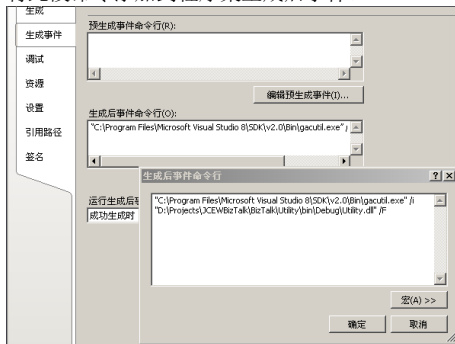 生成
生成事件
调试
资源
设置
引用路径
签名
预生成事件命令行(R):
编辑预生成事件(I)...
生成后事件命令行(O):
"C:\Program Files\Microsoft Visual Studio 8\SDK\v2.0\Bin\gacutil.exe" /
运行生成后
成功生成时
生成后事件命令行
"C:\Program Files\Microsoft Visual Studio 8\SDK\v2.0\Bin\gacutil.exe" /i
"D:\Projects\JCEWBizTalk\BizTalk\Utility\bin\Debug\Utility.dll" /F
宏(A) >>
确定
取消